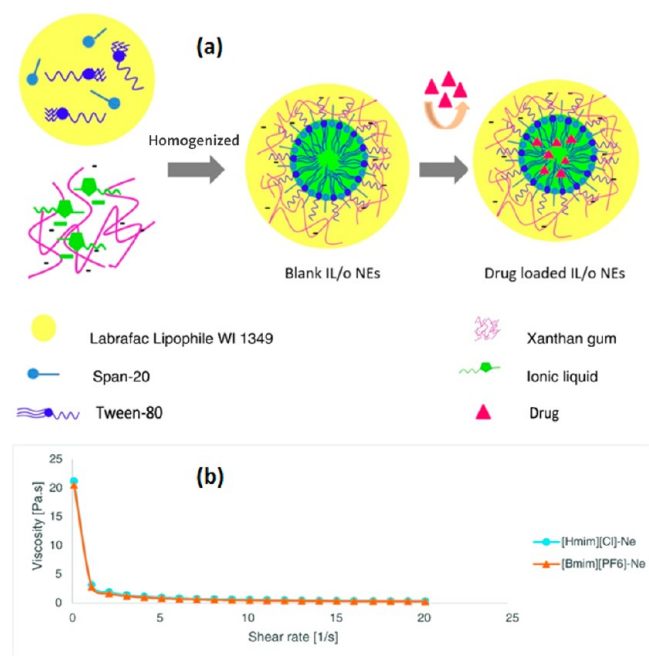 (a)
Homogenized
Blank IL/o NEs
Drug loaded IL/o NEs
Labrafac Lipophile WI 1349
Xanthan gum
Span-20
Ionic liquid
Tween-80
Drug
(b)
Viscosity [Pa.s]
25
20
15
10
5
0
0 5 10 15 20 25
Shear rate [1/s]
[Hmim][Cl]-Ne
[Bmim][PF6]-Ne